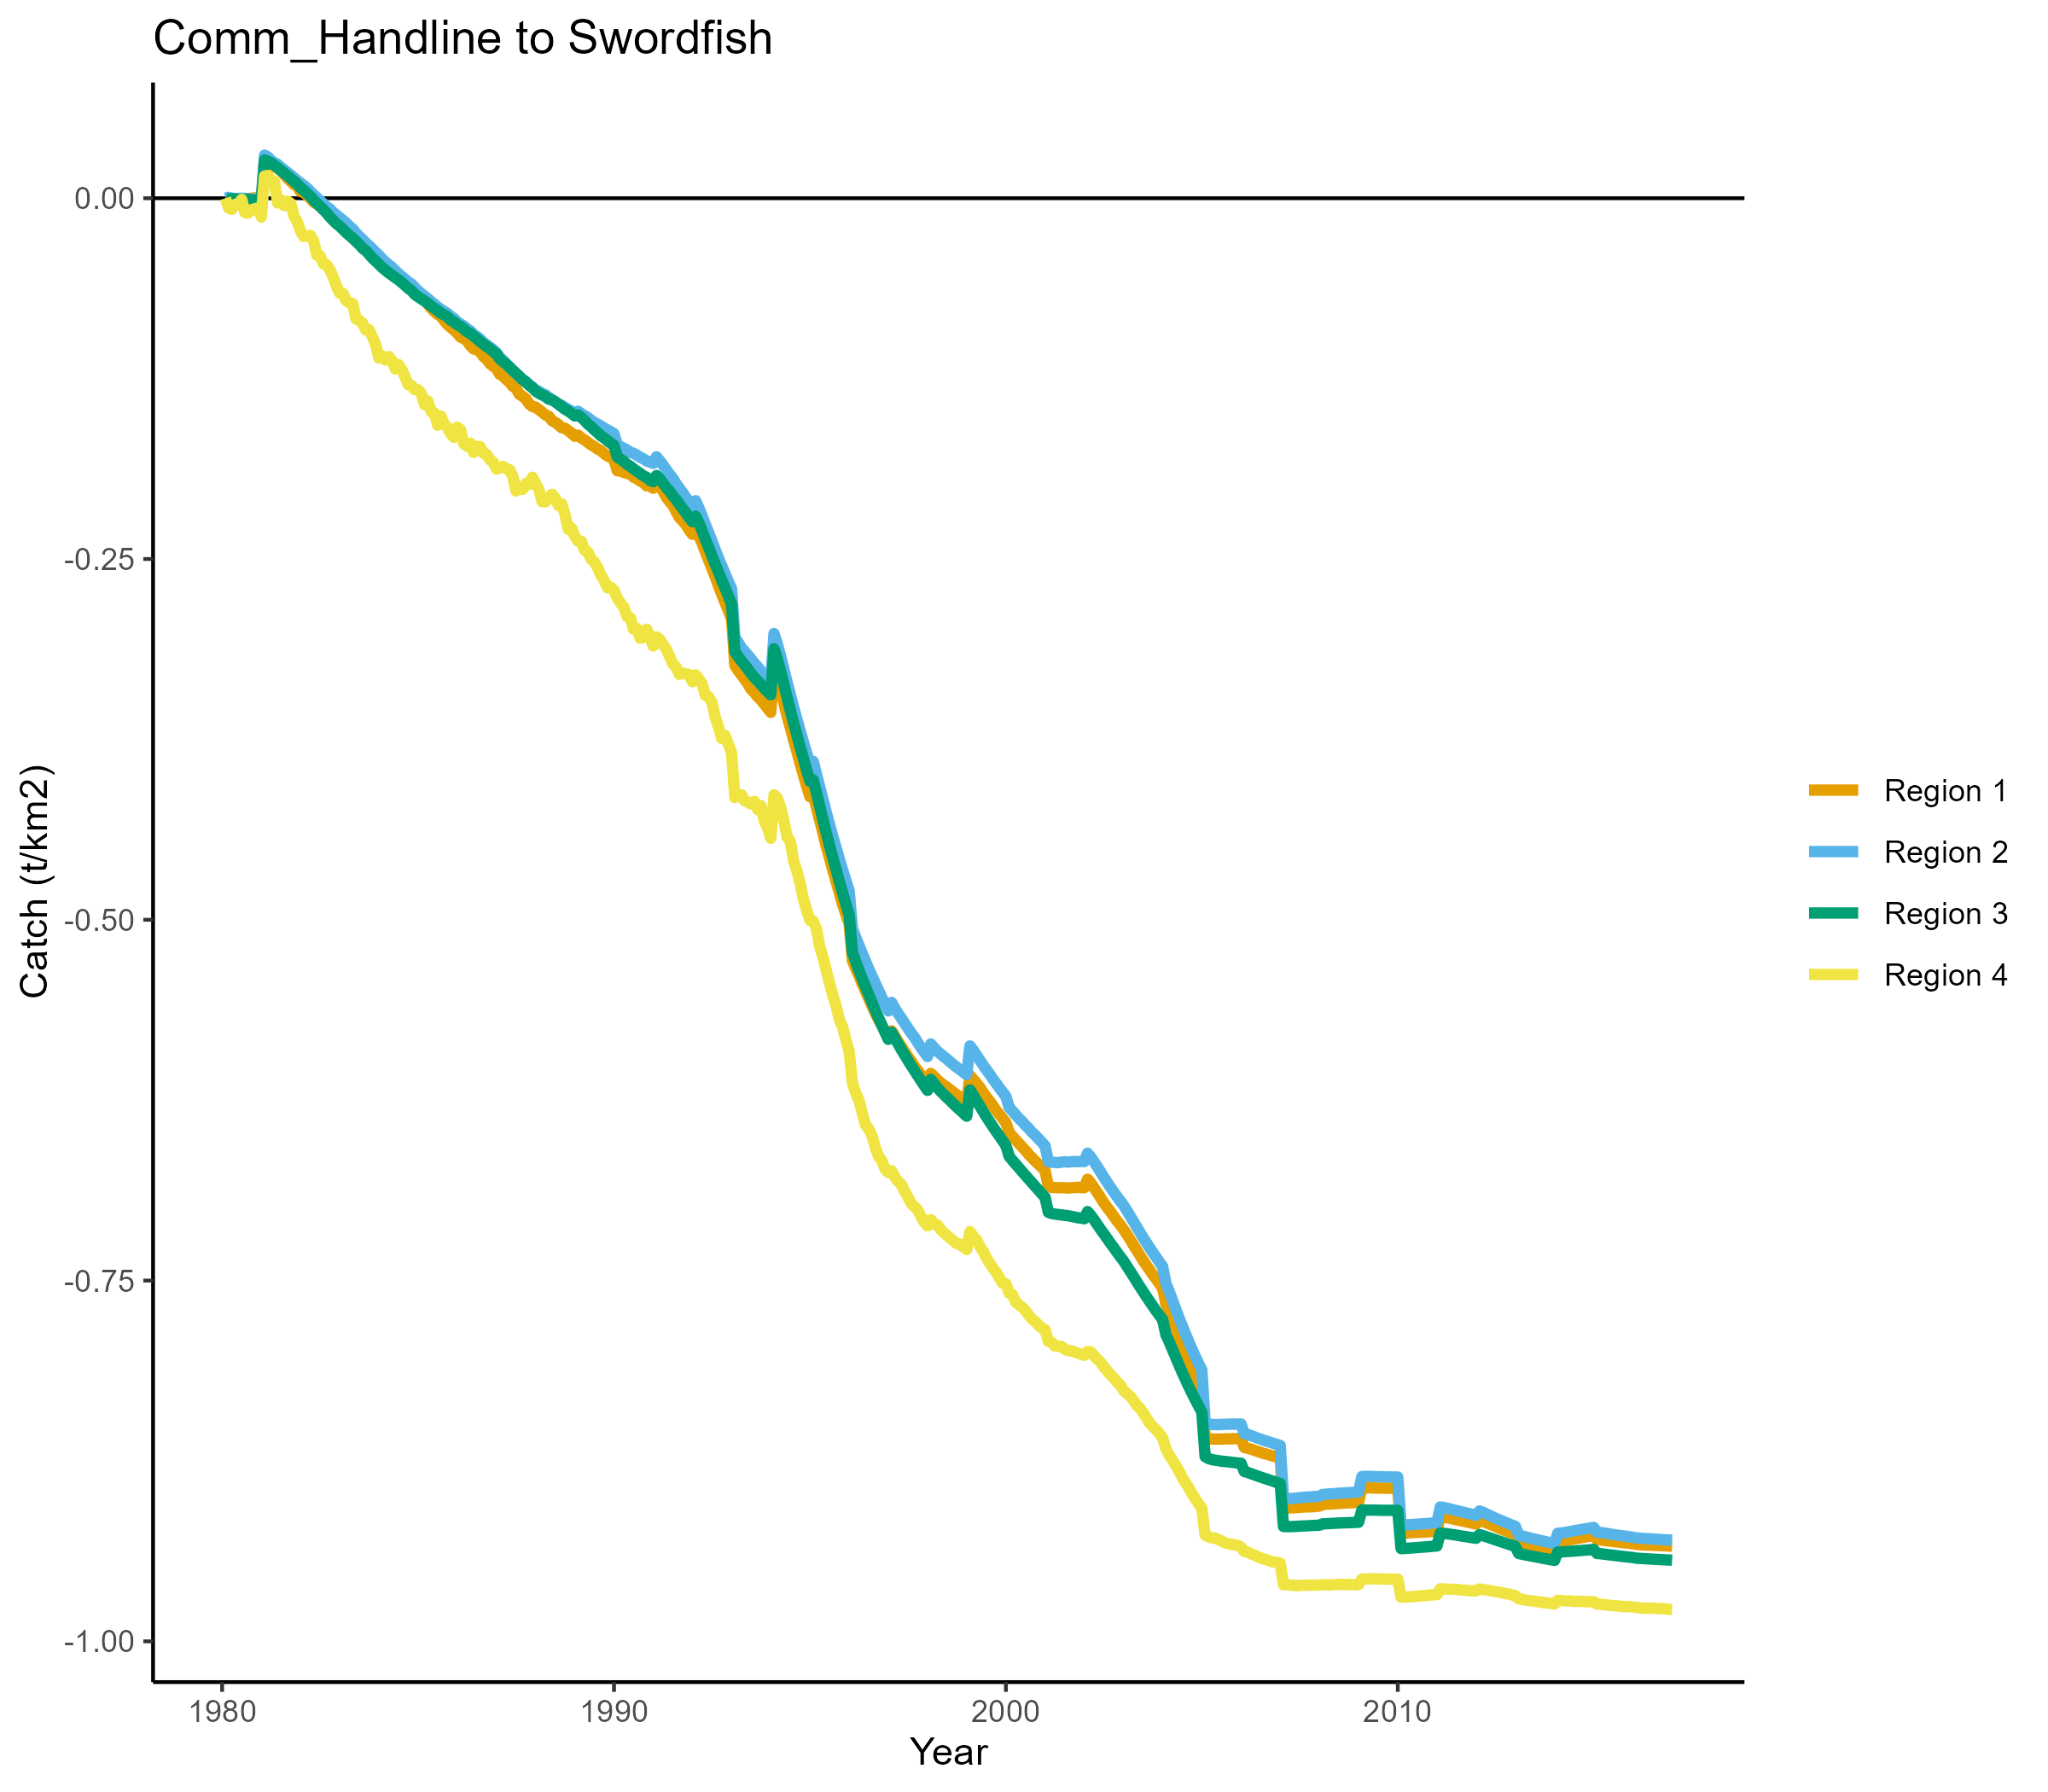 Comm_Handline to Swordfish
Catch (t/km2)
0.00
-0.25
-0.50
-0.75
-1.00
1980
1990
2000
2010
Year
Region 1
Region 2
Region 3
Region 4